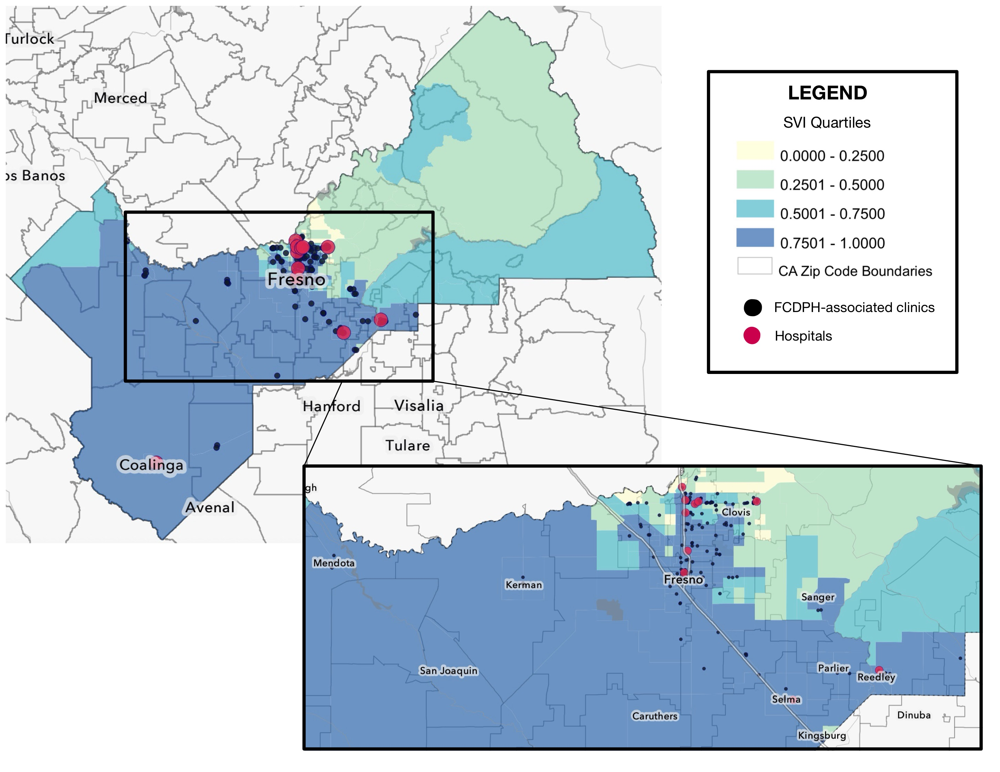 Turlock
Merced
os Banos
Fresno
Hanford
Visalia
Tulare
Coalinga
Avenal
LEGEND
SVI Quartiles
0.0000 - 0.2500
0.2501 - 0.5000
0.5001 - 0.7500
0.7501 - 1.0000
CA Zip Code Boundaries
FCDPH-associated clinics
Hospitals
gh
Clovis
Mendota
Kerman
Fresno
Sanger
San Joaquin
Parlier
Reedley
Selma
Caruthers
Dinuba
Kingsburg